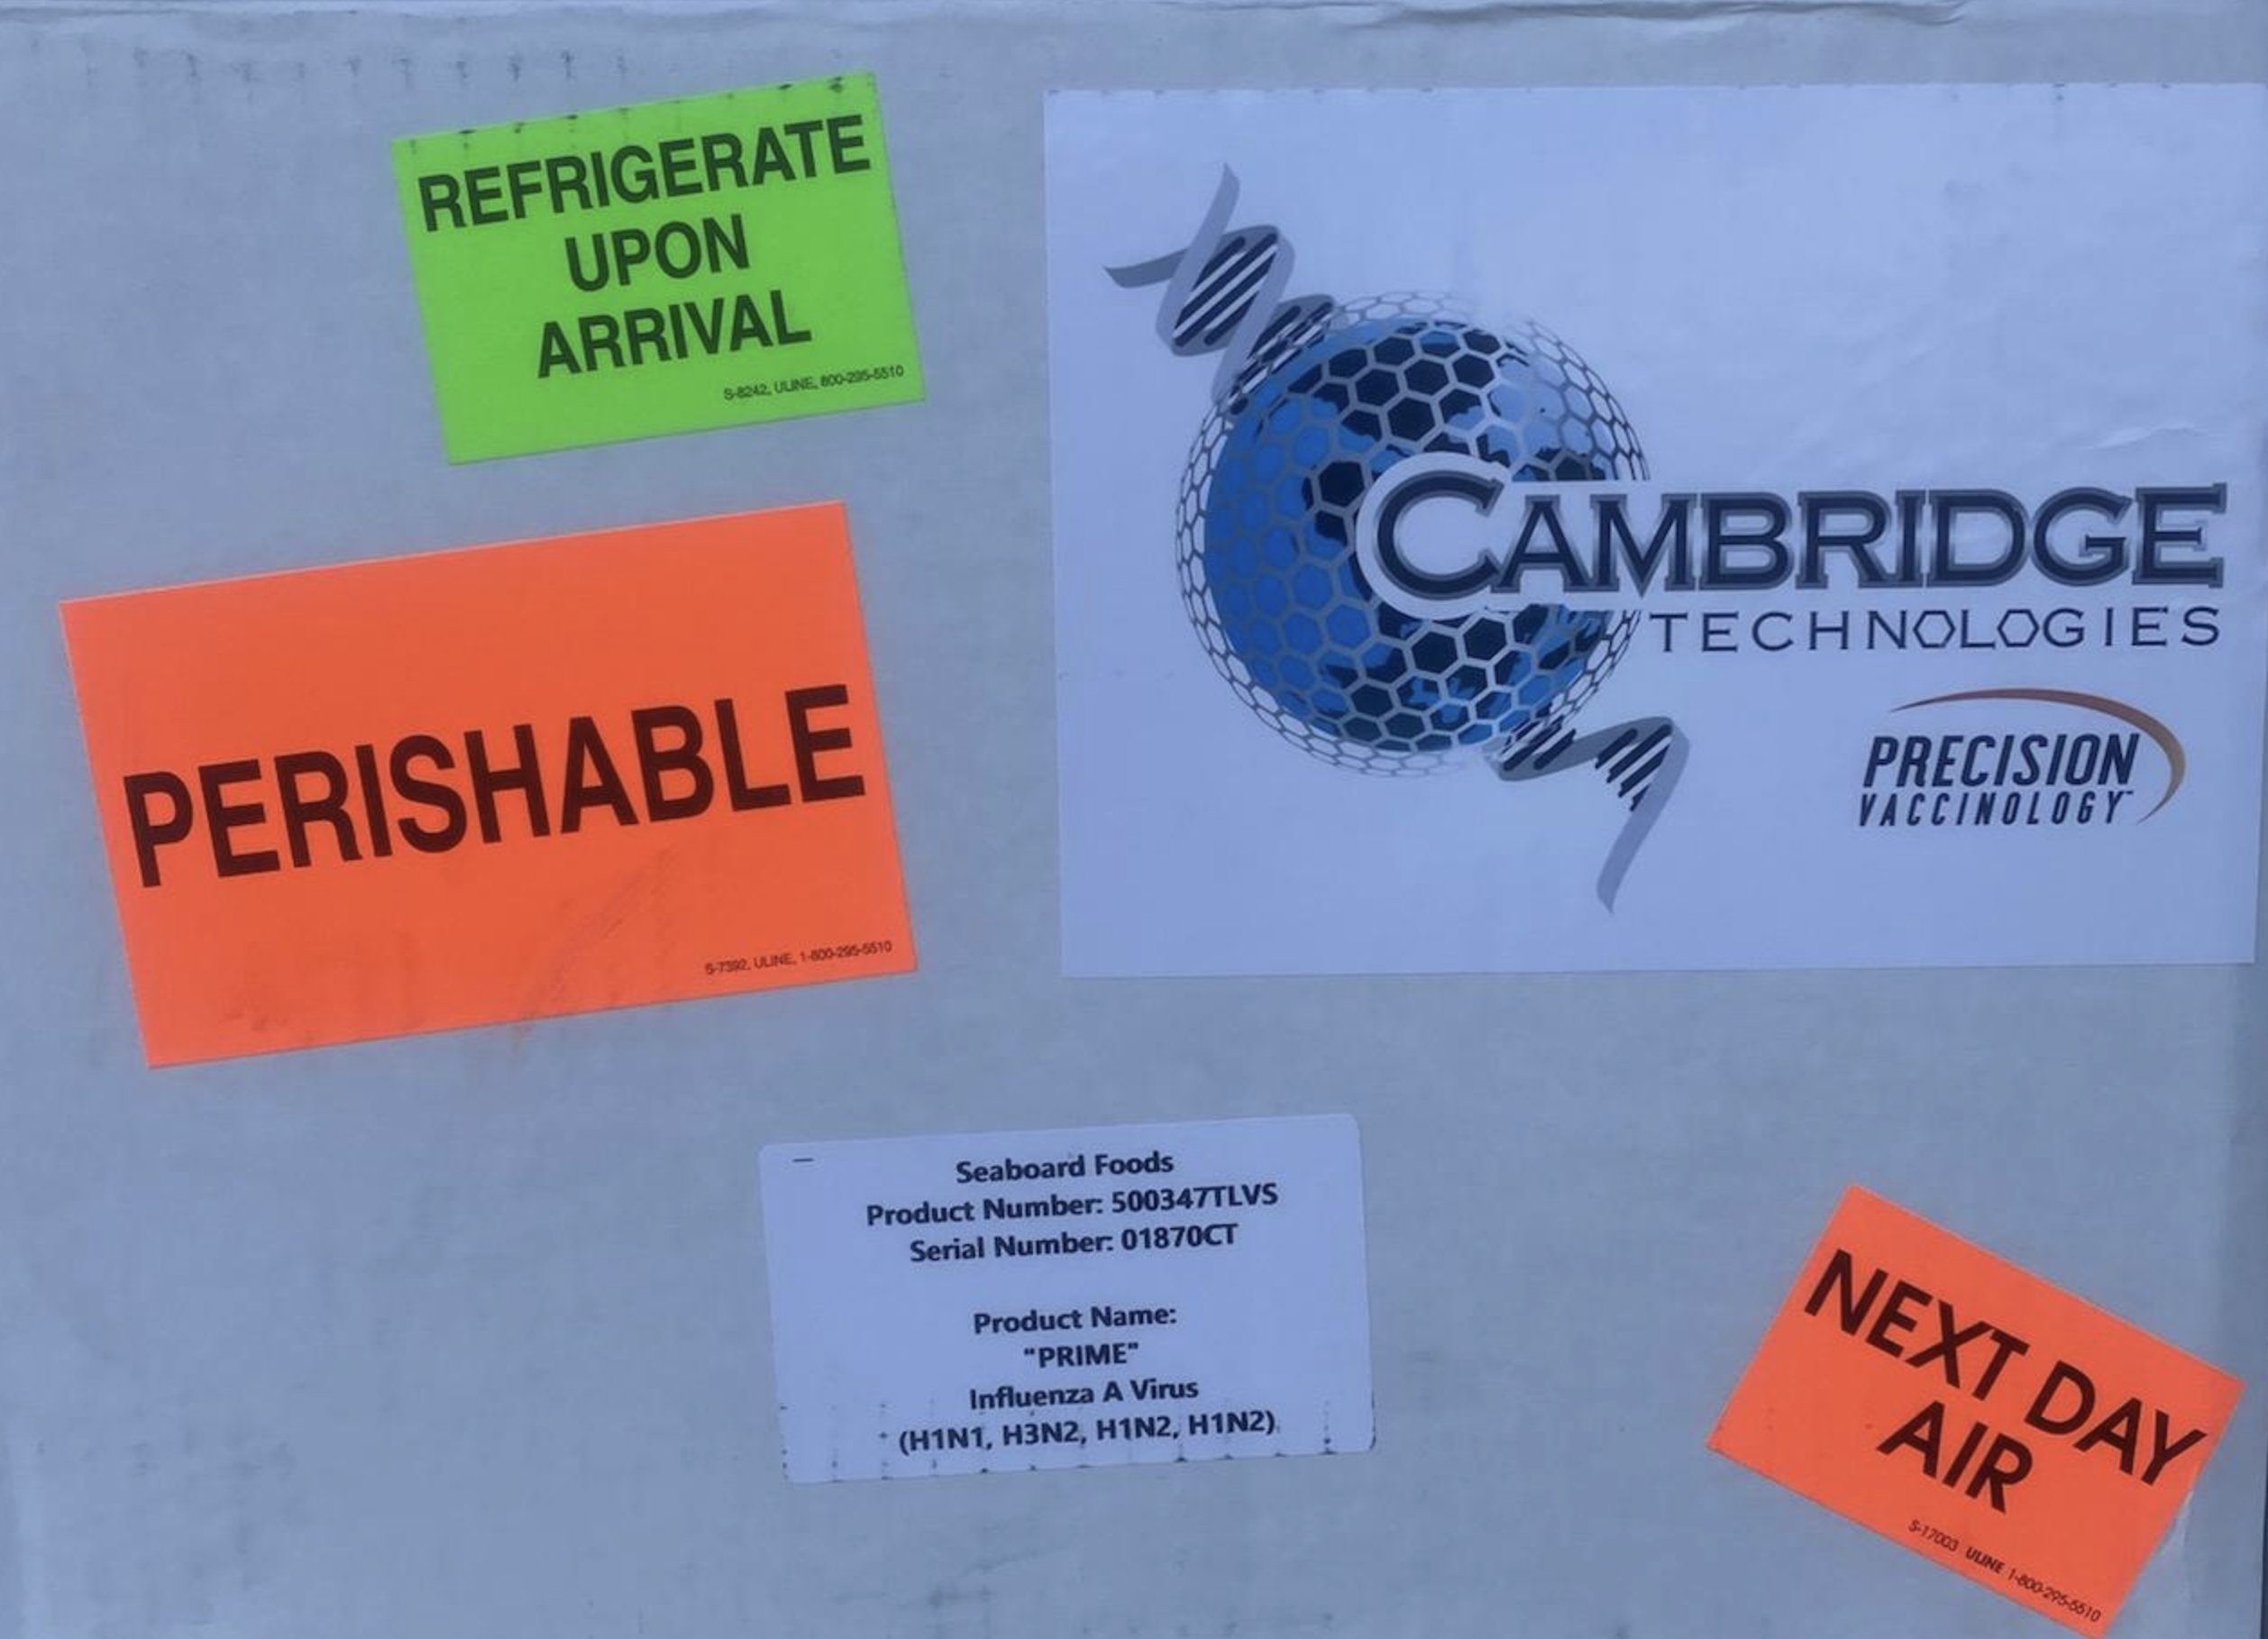 REFRIGERATE
UPON
ARRIVAL
S-8242, ULINE, 800-295-5510
PERISHABLE
S-7392, ULINE, 1-800-295-5510
CAMBRIDGE
TECHNOLOGIES
PRECISION
VACCINOLOGY™
Seaboard Foods
Product Number: 500347TLVS
Serial Number: 01870CT
Product Name:
"PRIME"
Influenza A Virus
(H1N1, H3N2, H1N2, H1N2)
NEXT DAY
AIR
S-17003 ULINE 1-800-295-5510